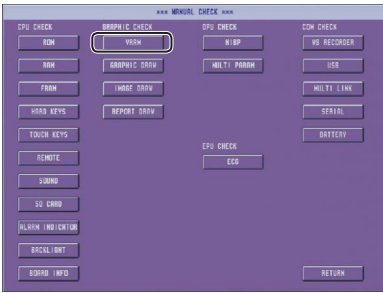 *** MANUAL CHECK ***
CPU CHECK
ROM
RAM
FRAM
HARD KEYS
TOUCH KEYS
REMOTE
SOUND
SD CARD
ALARM INDICATOR
BACKLIGHT
BOARD INFO
GRAPHIC CHECK
VRAM
GRAPHIC DRAW
IMAGE DRAW
REPORT DRAW
DPU CHECK
NIBP
MULTI PARAM
EPU CHECK
ECG
COM CHECK
WS RECORDER
USB
MULTI LINK
SERIAL
BATTERY
RETURN